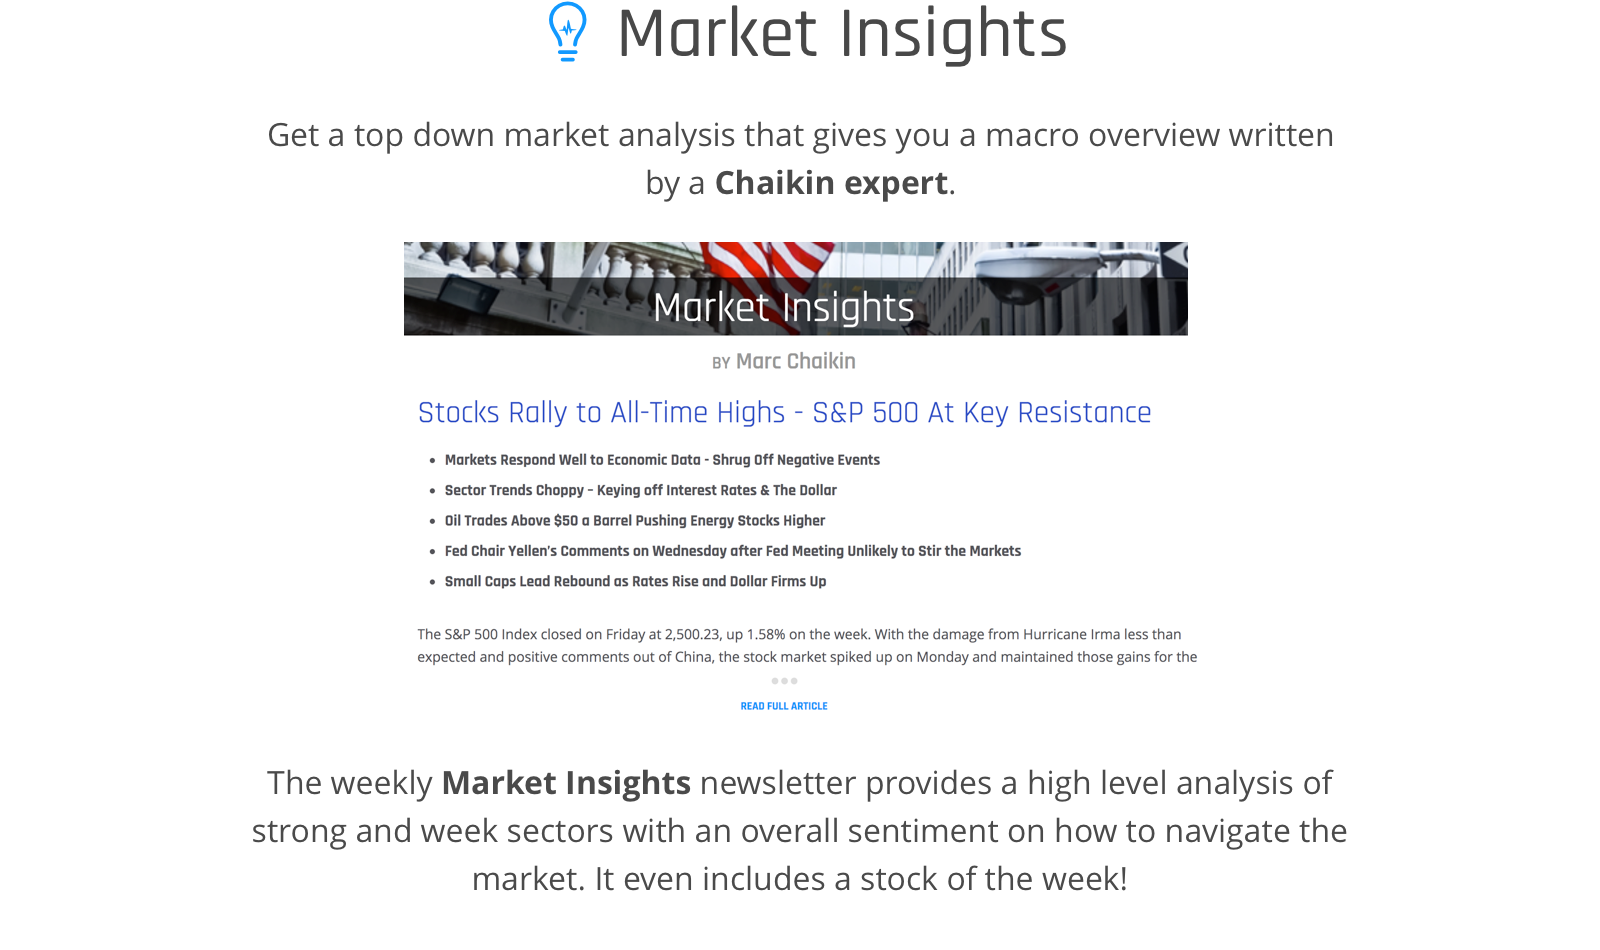 Market Insights
Get a top down market analysis that gives you a macro overview written
by a Chaikin expert.
Market Insights
BY Marc Chaikin
Stocks Rally to All-Time Highs - S&P 500 At Key Resistance
• Markets Respond Well to Economic Data - Shrug Off Negative Events
• Sector Trends Choppy – Keying off Interest Rates & The Dollar
• Oil Trades Above $50 a Barrel Pushing Energy Stocks Higher
• Fed Chair Yellen's Comments on Wednesday after Fed Meeting Unlikely to Stir the Markets
• Small Caps Lead Rebound as Rates Rise and Dollar Firms Up
The S&P 500 Index closed on Friday at 2,500.23, up 1.58% on the week. With the damage from Hurricane Irma less than
expected and positive comments out of China, the stock market spiked up on Monday and maintained those gains for the
READ FULL ARTICLE
The weekly Market Insights newsletter provides a high level analysis of
strong and week sectors with an overall sentiment on how to navigate the
market. It even includes a stock of the week!